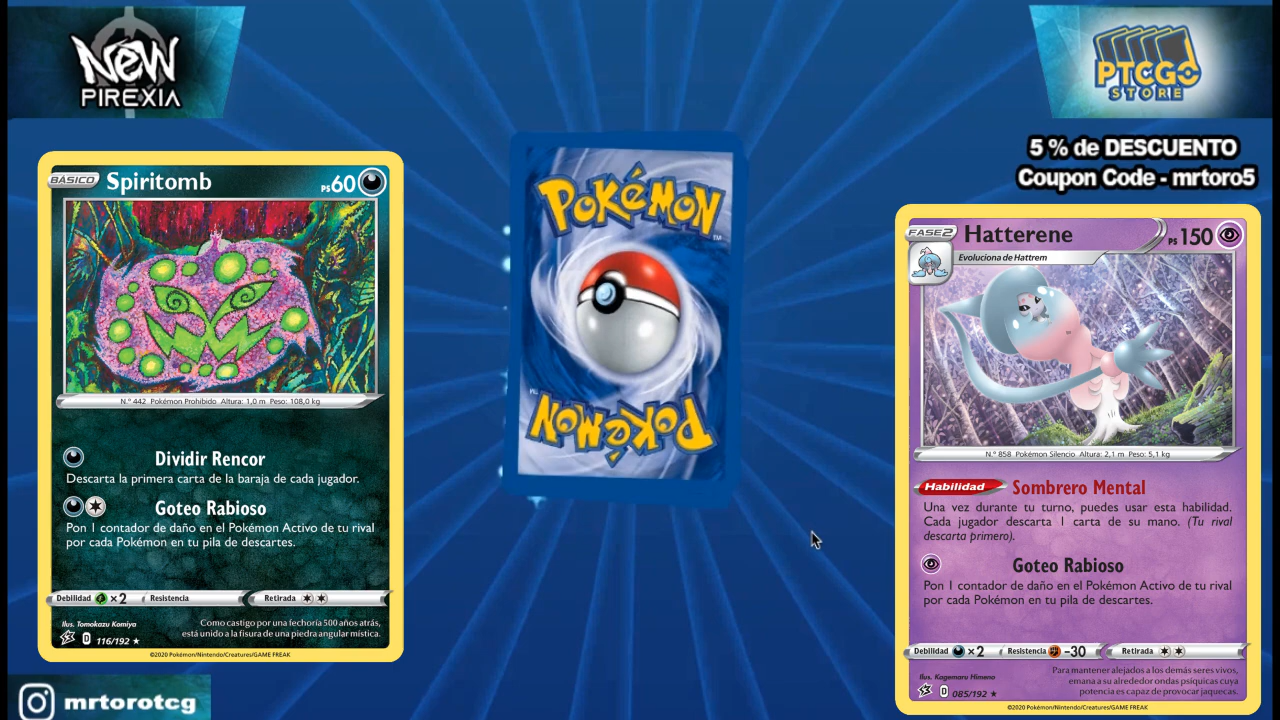 NEW
PIREXIA
PTCGO
STORE
5 % de DESCUENTO
Coupon Code - mrtoro5
BÁSICO Spiritomb PS 60
N.º 442 Pokémon Prohibido Altura: 1,0 m Peso: 108,0 kg
Dividir Rencor
Descarta la primera carta de la baraja de cada jugador.
Goteo Rabioso
Pon 1 contador de daño en el Pokémon Activo de tu rival
por cada Pokémon en tu pila de descartes.
Debilidad ×2 Resistencia Retirada
Ilus. Tomokazu Komiya
Como castigo por una fechoría 500 años atrás,
está unido a la fisura de una piedra angular mística.
D 116/192 ★
©2020 Pokémon/Nintendo/Creatures/GAME FREAK
mrtorotcg
POKéMON
™
POKéMON
FASE 2 Hatterene PS 150
Evoluciona de Hattrem
N.º 858 Pokémon Silencio Altura: 2,1 m Peso: 5,1 kg
Habilidad Sombrero Mental
Una vez durante tu turno, puedes usar esta habilidad.
Cada jugador descarta 1 carta de su mano. (Tu rival
descarta primero).
Goteo Rabioso
Pon 1 contador de daño en el Pokémon Activo de tu rival
por cada Pokémon en tu pila de descartes.
Debilidad ×2 Resistencia -30 Retirada
Ilus. Kagemaru Himeno
Para mantener alejados a los demás seres vivos,
emana a su alrededor ondas psíquicas cuya
potencia es capaz de provocar jaquecas.
D 085/192 ★
©2020 Pokémon/Nintendo/Creatures/GAME FREAK